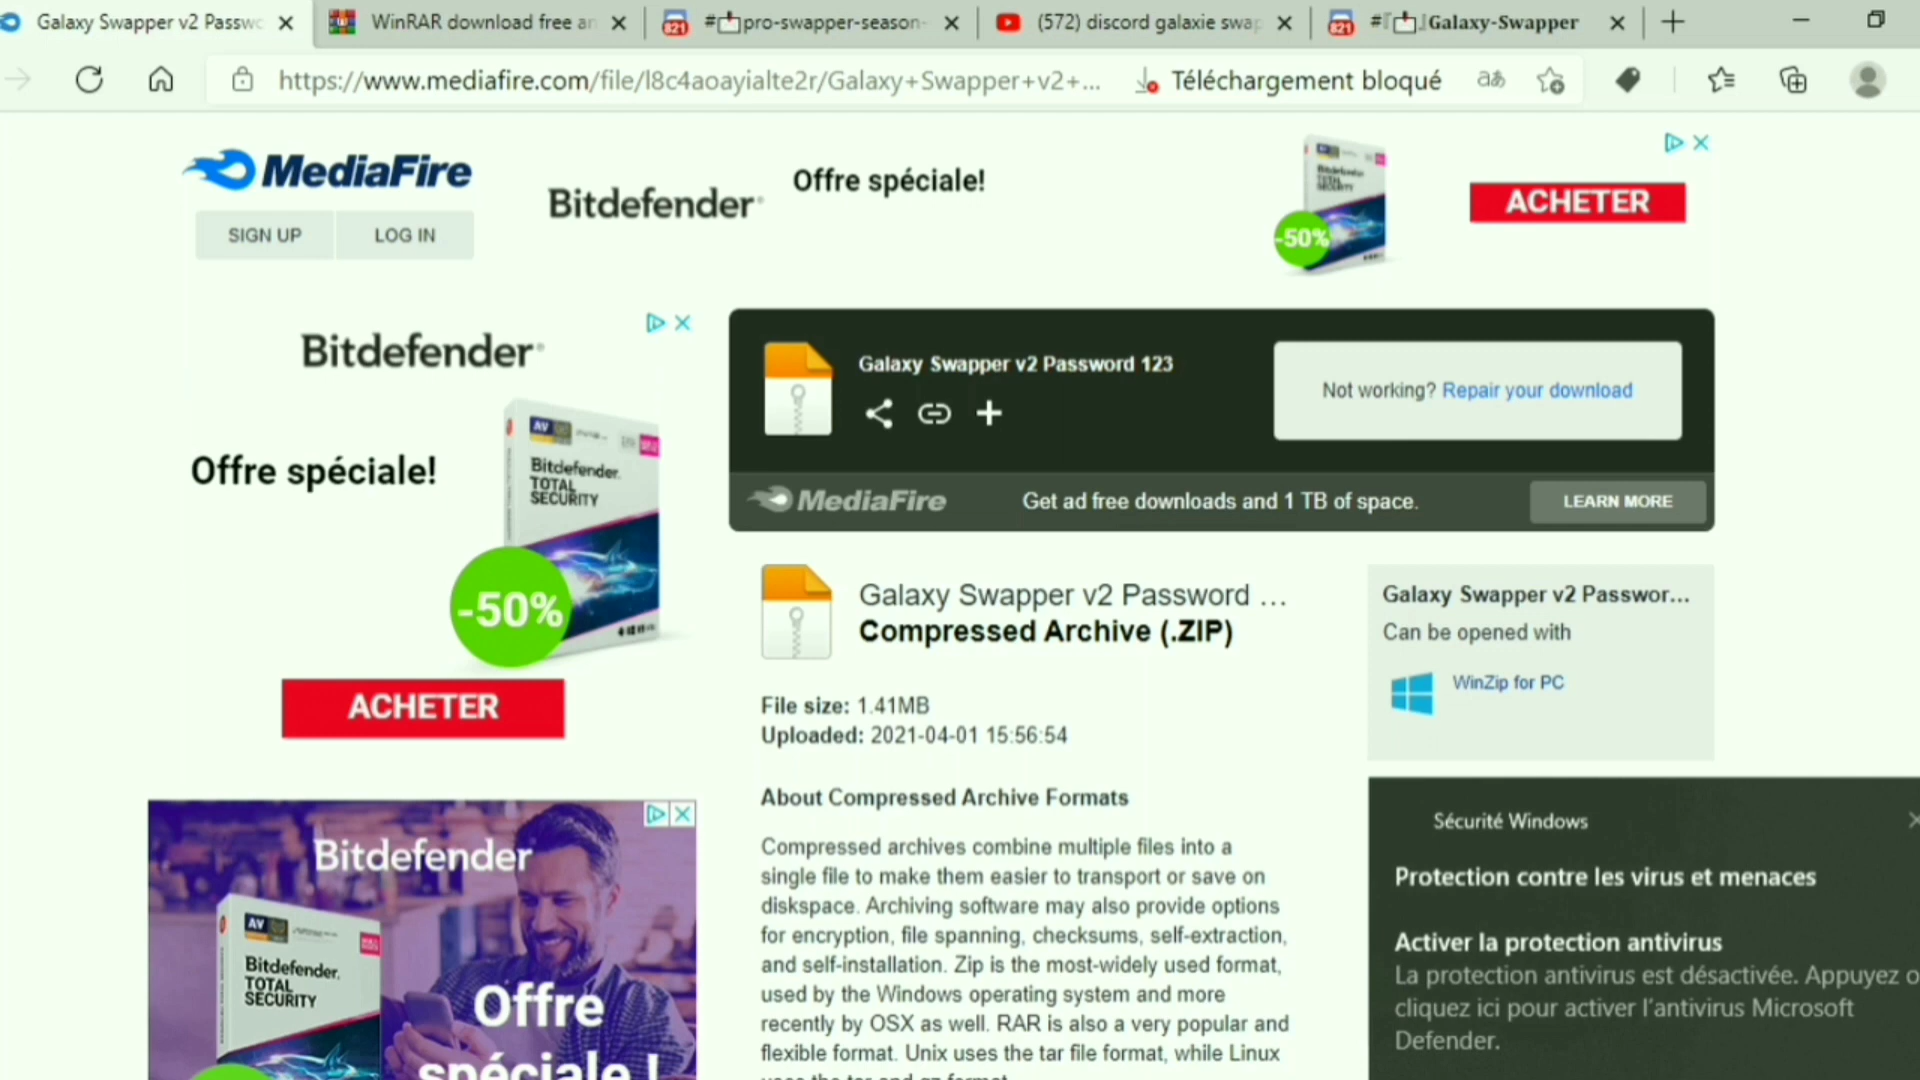 Galaxy Swapper v2 Passwo
WinRAR download free an
#📩pro-swapper-season-
(572) discord galaxie swap
#『📩』Galaxy-Swapper
https://www.mediafire.com/file/l8c4aoayialte2r/Galaxy+Swapper+v2+...
Téléchargement bloqué
MediaFire
SIGN UP
LOG IN
Bitdefender
Offre spéciale!
-50%
ACHETER
Bitdefender
Offre spéciale!
Bitdefender
TOTAL
SECURITY
-50%
ACHETER
Galaxy Swapper v2 Password 123
Not working? Repair your download
MediaFire
Get ad free downloads and 1 TB of space.
LEARN MORE
Galaxy Swapper v2 Password ...
Compressed Archive (.ZIP)
File size: 1.41MB
Uploaded: 2021-04-01 15:56:54
About Compressed Archive Formats
Compressed archives combine multiple files into a
single file to make them easier to transport or save on
diskspace. Archiving software may also provide options
for encryption, file spanning, checksums, self-extraction,
and self-installation. Zip is the most-widely used format,
used by the Windows operating system and more
recently by OSX as well. RAR is also a very popular and
flexible format. Unix uses the tar file format, while Linux
uses the tar and gz format.
Galaxy Swapper v2 Passwor...
Can be opened with
WinZip for PC
Sécurité Windows
Protection contre les virus et menaces
Activer la protection antivirus
La protection antivirus est désactivée. Appuyez o
cliquez ici pour activer l'antivirus Microsoft
Defender.
Bitdefender
AV
Bitdefender
TOTAL
SECURITY
Offre
spéciale !